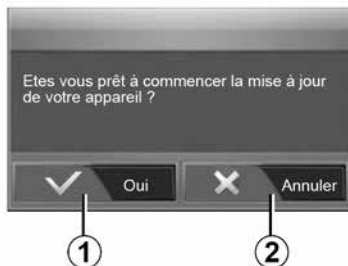 Etes vous prêt à commencer la mise à jour
de votre appareil ?
Oui
Annuler
1
2